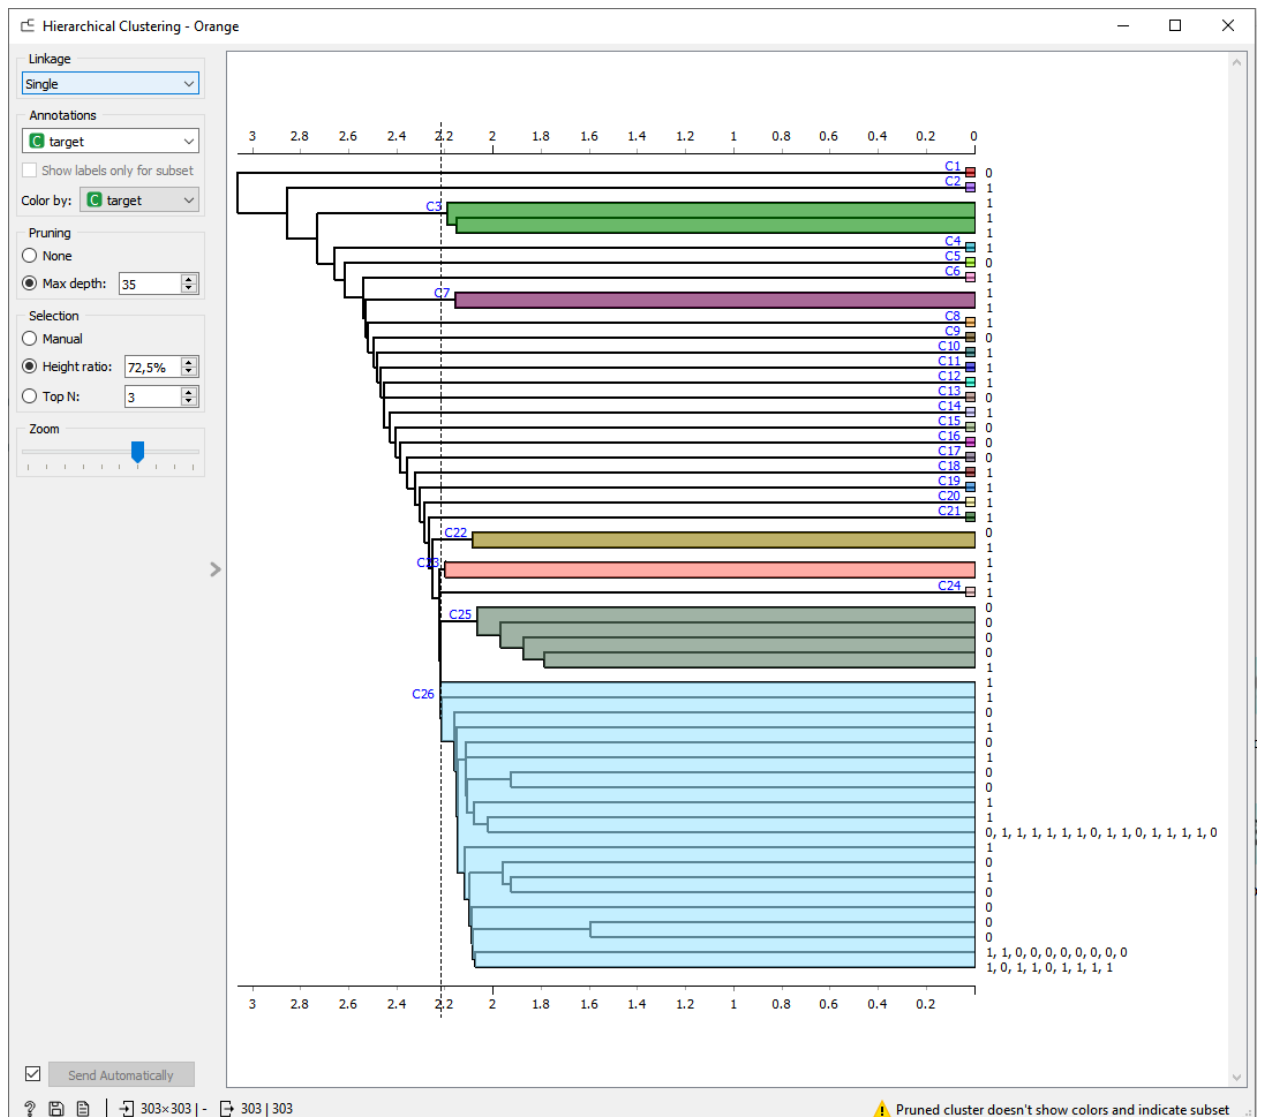 Hierarchical Clustering - Orange
Linkage
Single
Annotations
C target
Show labels only for subset
Color by: C target
Pruning
None
Max depth: 35
Selection
Manual
Height ratio: 72,5%
Top N: 3
Zoom
Send Automatically
3 2.8 2.6 2.4 2.2 2 1.8 1.6 1.4 1.2 1 0.8 0.6 0.4 0.2 0
C1 0
C2 1
1
C3 1
1
C4 1
C5 0
C6 1
C7 1
1
C8 1
C9 0
C10 1
C11 1
C12 1
C13 0
C14 1
C15 0
C16 0
C17 0
C18 1
C19 1
C20 1
C21 1
C22 0
1
C23 1
1
C24 1
0
C25 0
0
0
1
1
C26 1
0
1
0
1
0
0
1
1
0, 1, 1, 1, 1, 1, 1, 0, 1, 1, 0, 1, 1, 1, 1, 0
1
0
1
0
0
0
0
1, 1, 0, 0, 0, 0, 0, 0, 0, 0
1, 0, 1, 1, 0, 1, 1, 1, 1
3 2.8 2.6 2.4 2.2 2 1.8 1.6 1.4 1.2 1 0.8 0.6 0.4 0.2 0
? 303×303 | - 303 | 303
Pruned cluster doesn't show colors and indicate subset